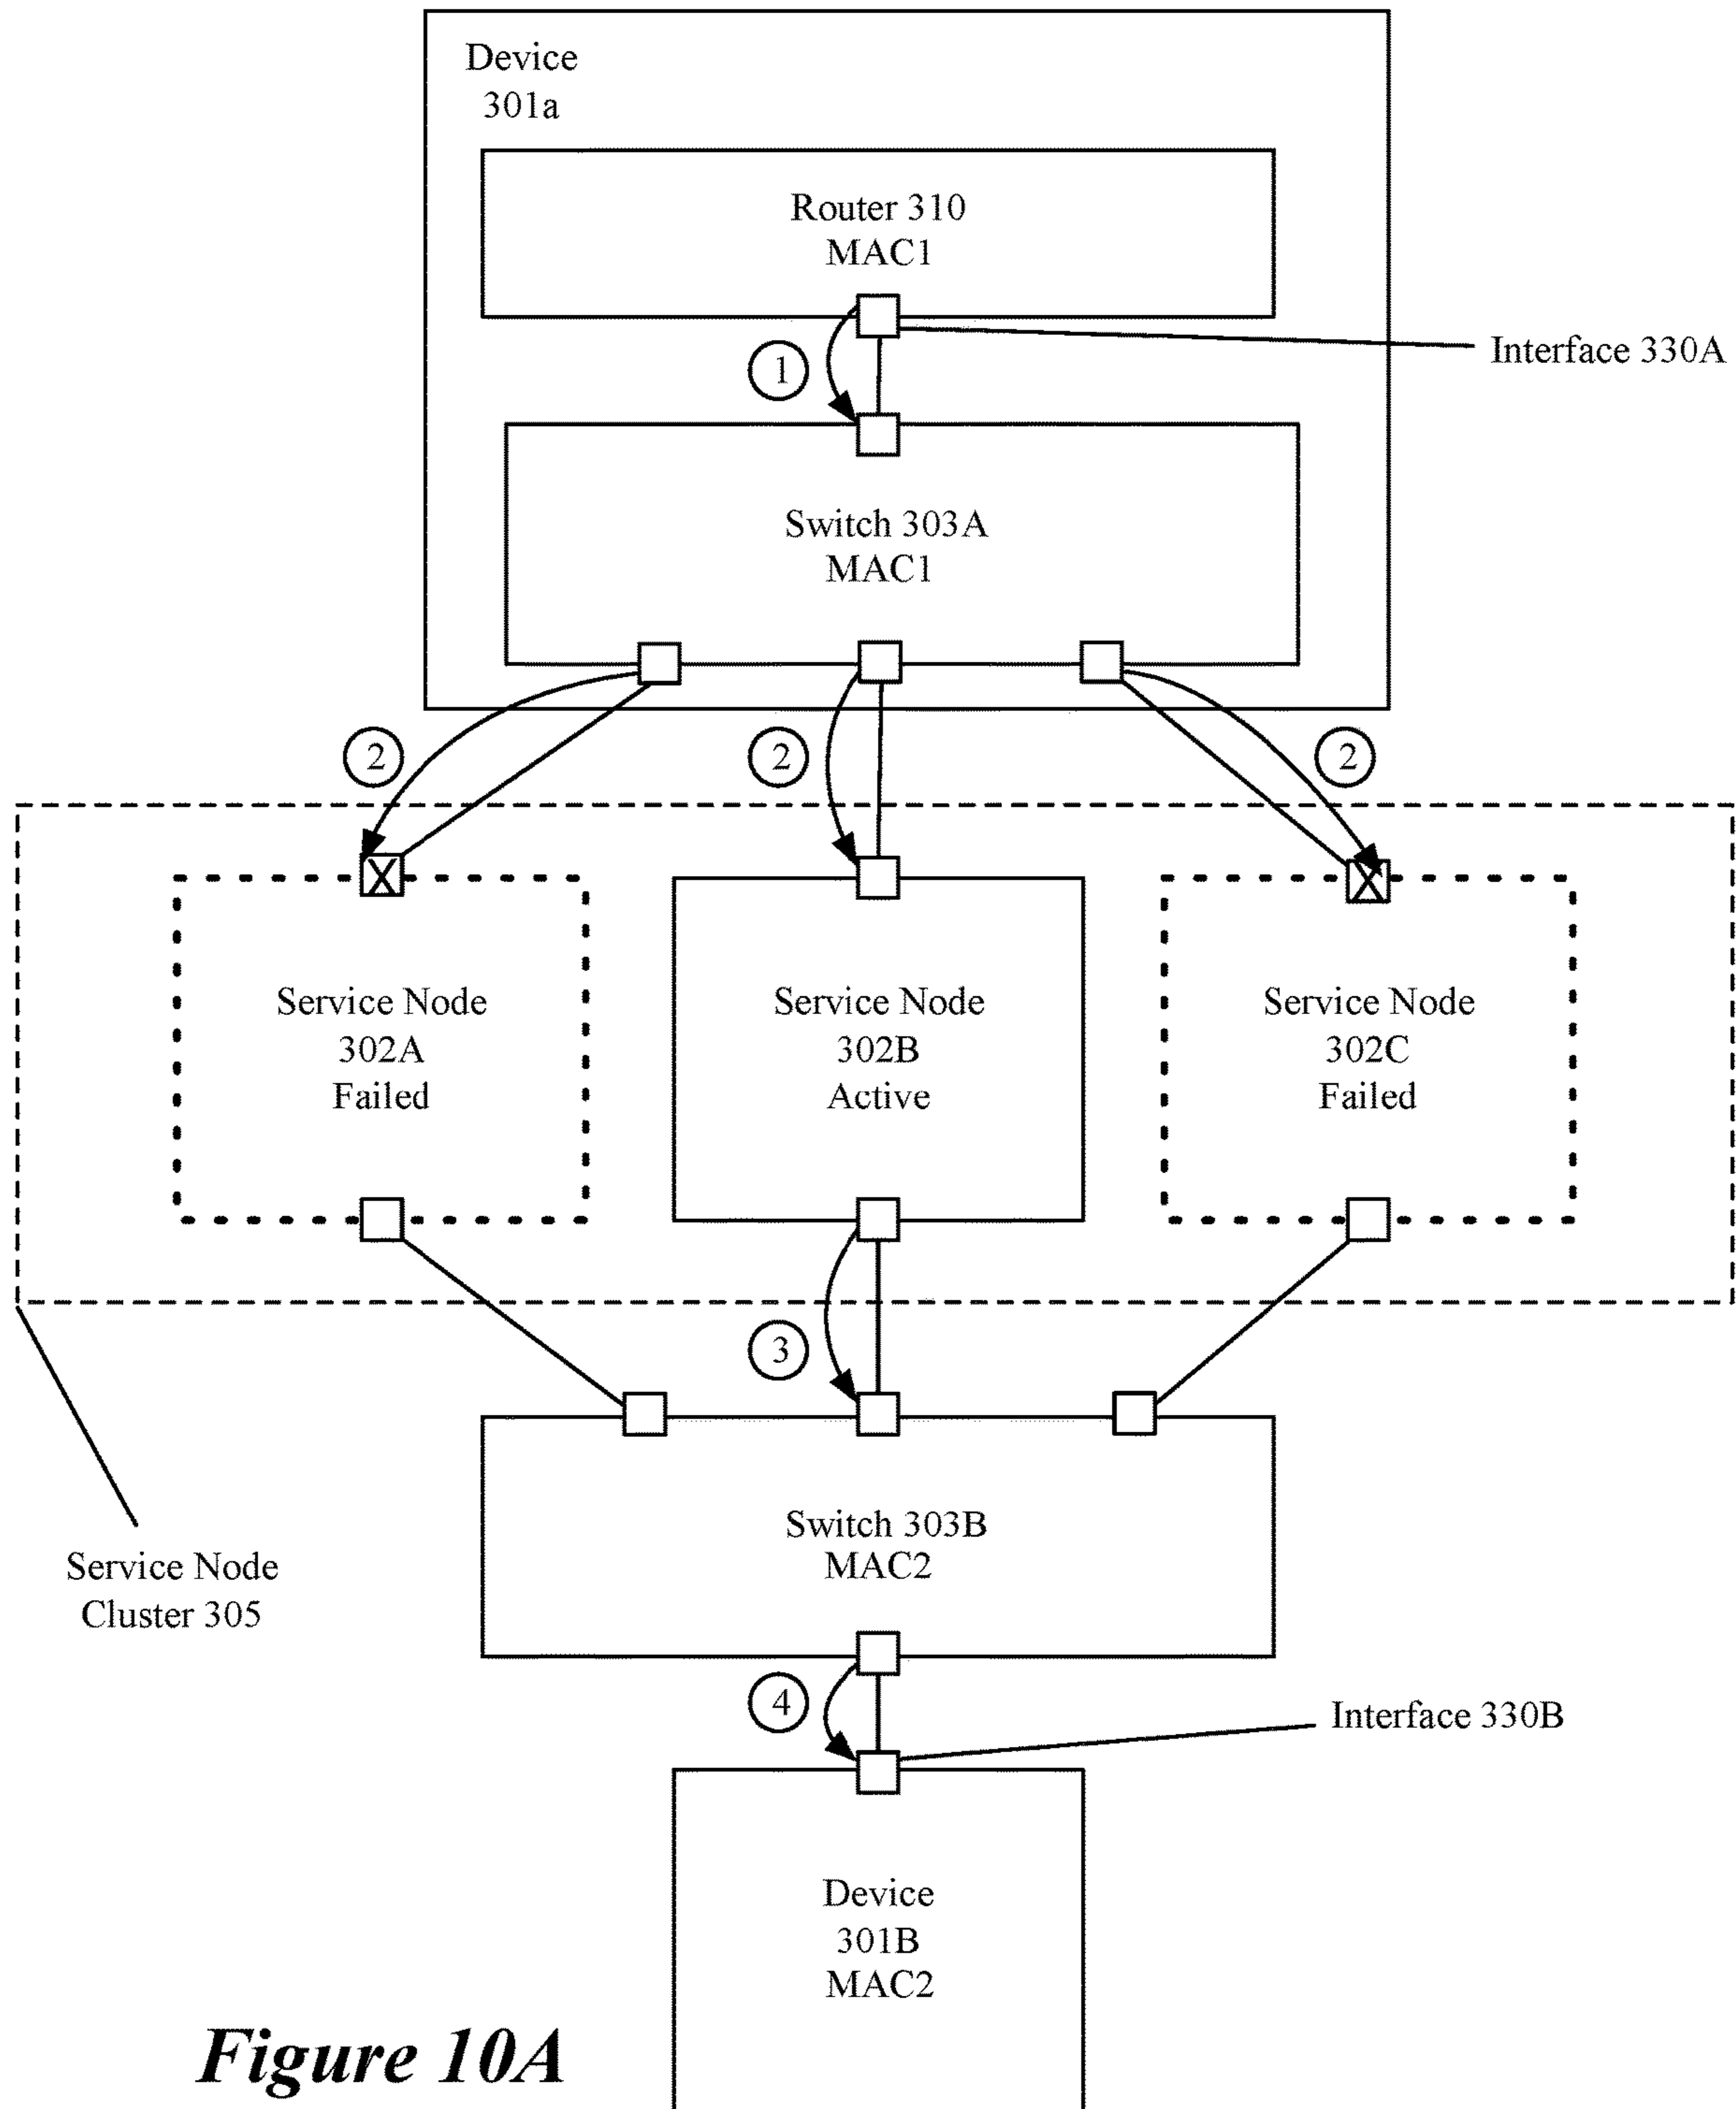 Device
301a
Router 310
MAC1
Interface 330A
1
Switch 303A
MAC1
2
2
2
X
X
Service Node
302A
Failed
Service Node
302B
Active
Service Node
302C
Failed
3
Switch 303B
MAC2
Service Node
Cluster 305
4
Interface 330B
Device
301B
MAC2
Figure 10A